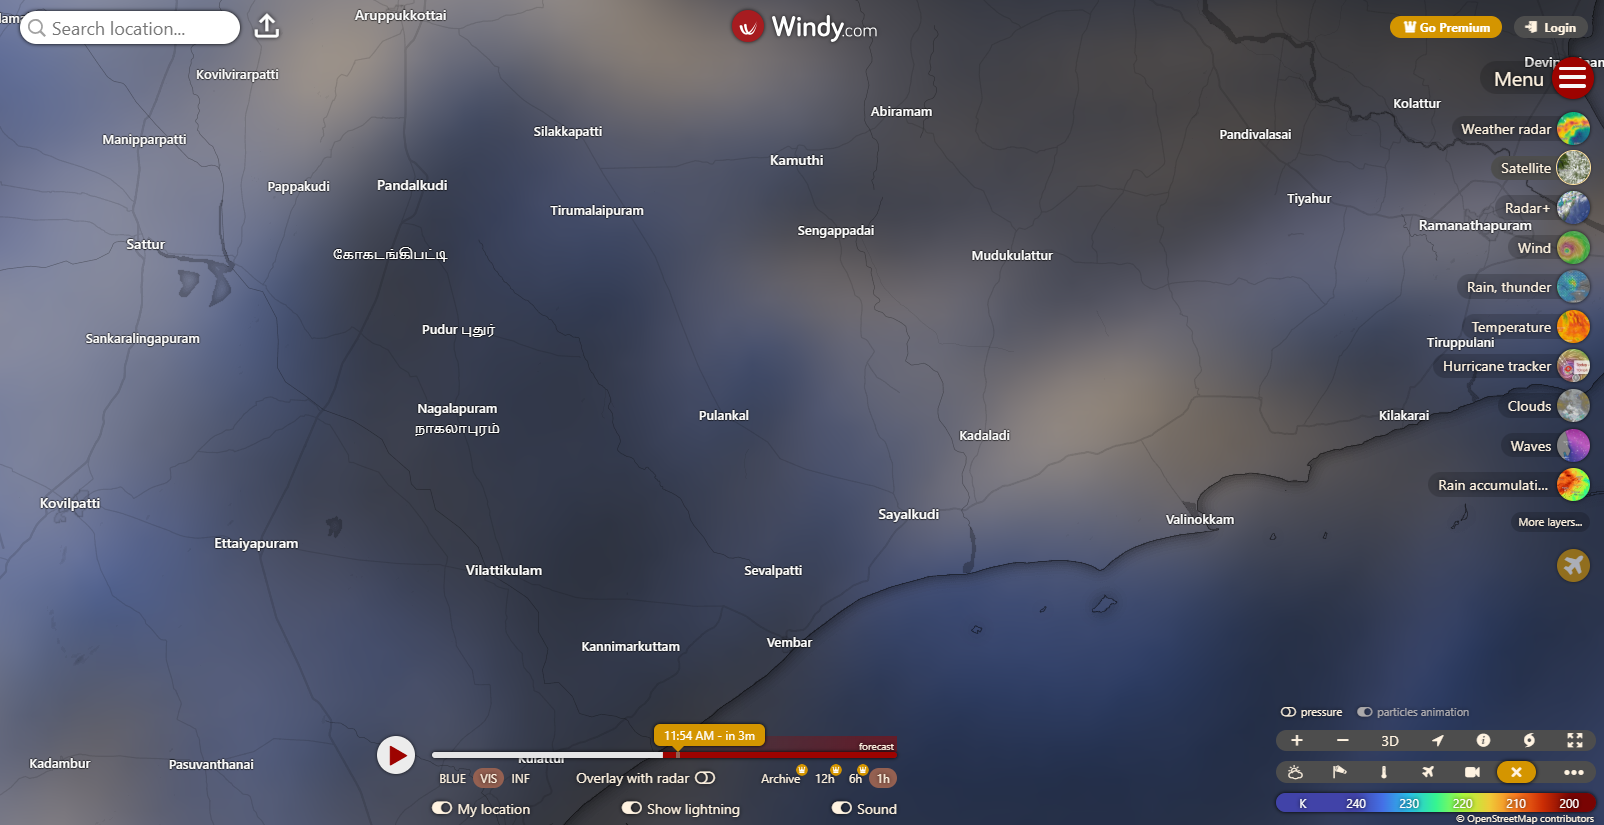 Search location...
Windy.com
Go Premium
Login
Menu
Aruppukkottai
Kovilvirarpatti
Abiramam
Kolattur
Weather radar
Silakkapatti
Pandivalasai
Manipparpatti
Kamuthi
Satellite
Pappakudi
Pandalkudi
Tiyahur
Radar+
Tirumalaipuram
Ramanathapuram
Sengappadai
Sattur
Wind
கோகடங்கிபட்டி
Mudukulattur
Rain, thunder
Temperature
Pudur புதுர்
Sankaralingapuram
Tiruppulani
Hurricane tracker
Clouds
Nagalapuram
நாகலாபுரம்
Pulankal
Kilakarai
Kadaladi
Waves
Rain accumulati...
Kovilpatti
Sayalkudi
Valinokkam
More layers...
Ettaiyapuram
Vilattikulam
Sevalpatti
Kannimarkuttam
Vembar
pressure
particles animation
11:54 AM - in 3m
forecast
3D
Kadambur
Pasuvanthanai
Kulattur
BLUE VIS INF
Overlay with radar
Archive 12h 6h 1h
My location
Show lightning
Sound
K 240 230 220 210 200
© OpenStreetMap contributors